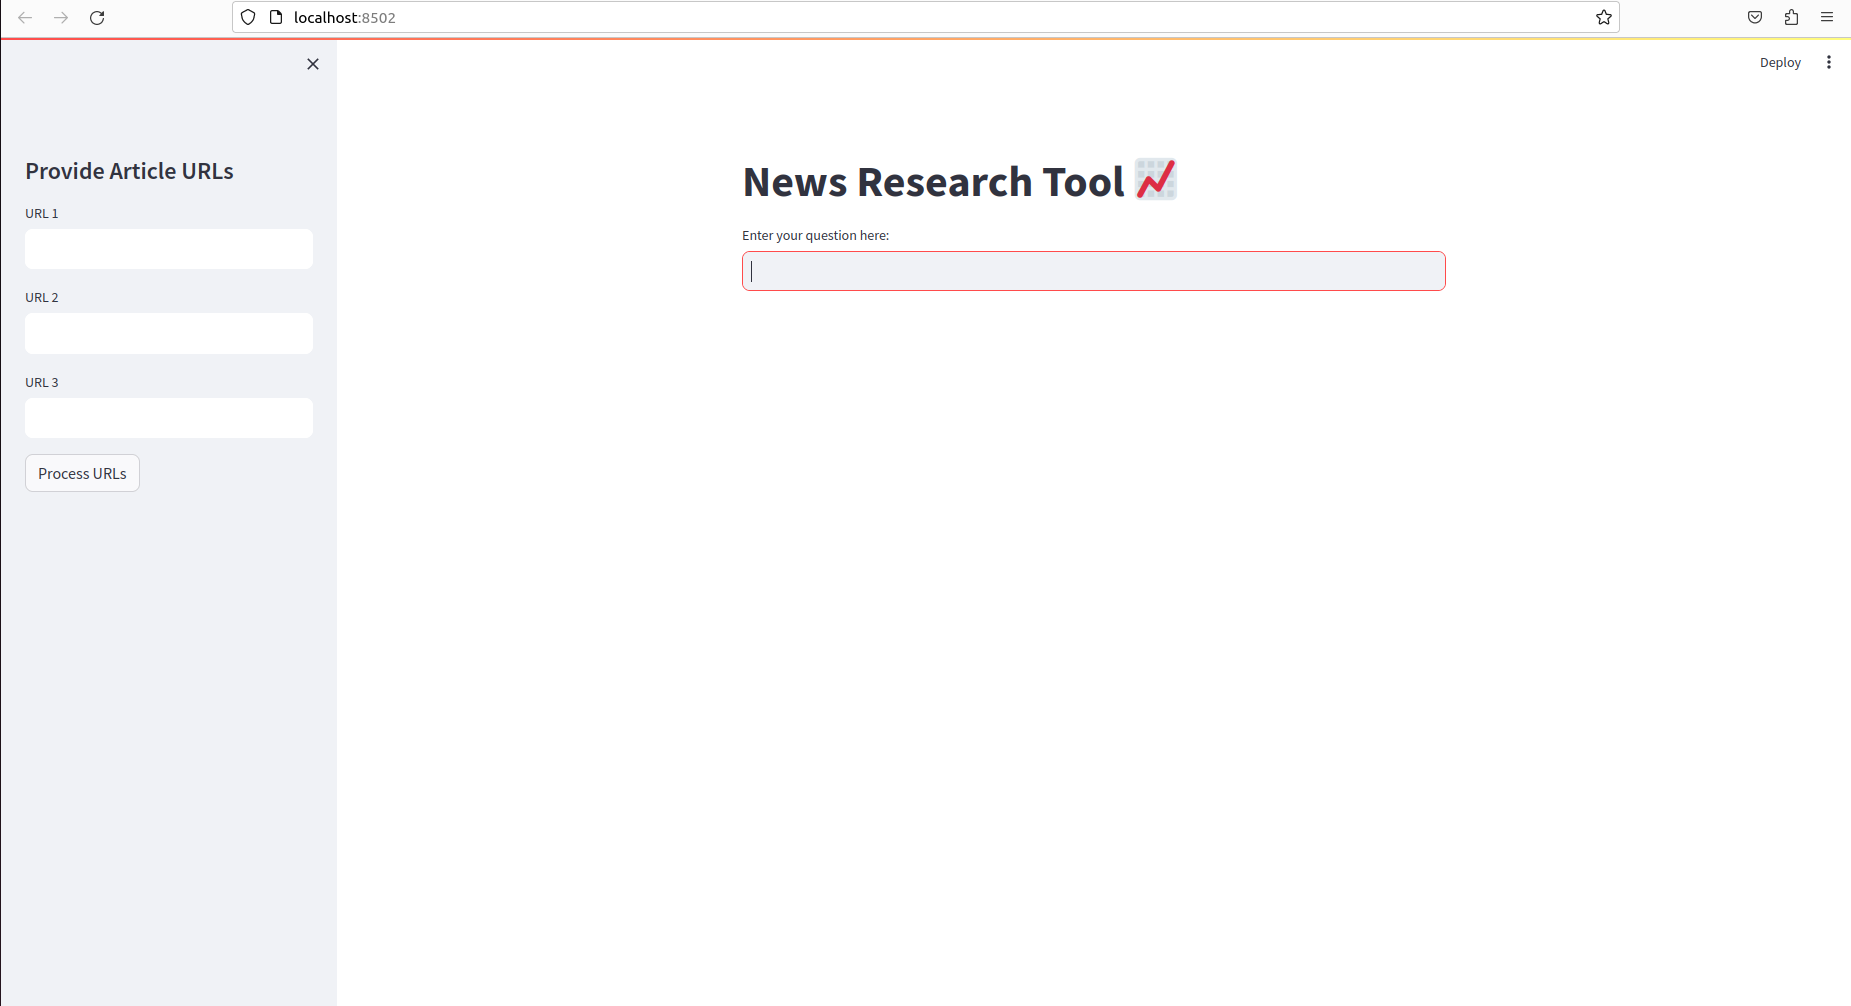 localhost:8502
Deploy
Provide Article URLs
URL 1
URL 2
URL 3
Process URLs
News Research Tool
Enter your question here: